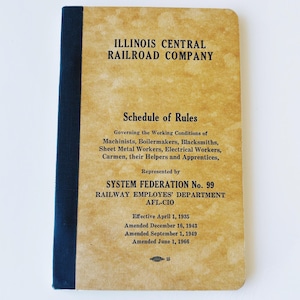 ILLINOIS CENTRAL
RAILROAD COMPANY
Schedule of Rules
Governing the Working Conditions of
Machinists, Boilermakers, Blacksmiths,
Sheet Metal Workers, Electrical Workers,
Carmen, their Helpers and Apprentices,
Represented by
SYSTEM FEDERATION No. 99
RAILWAY EMPLOYES' DEPARTMENT
AFL-CIO
Effective April 1, 1935
Amended December 16, 1943
Amended September 1, 1949
Amended June 1, 1966